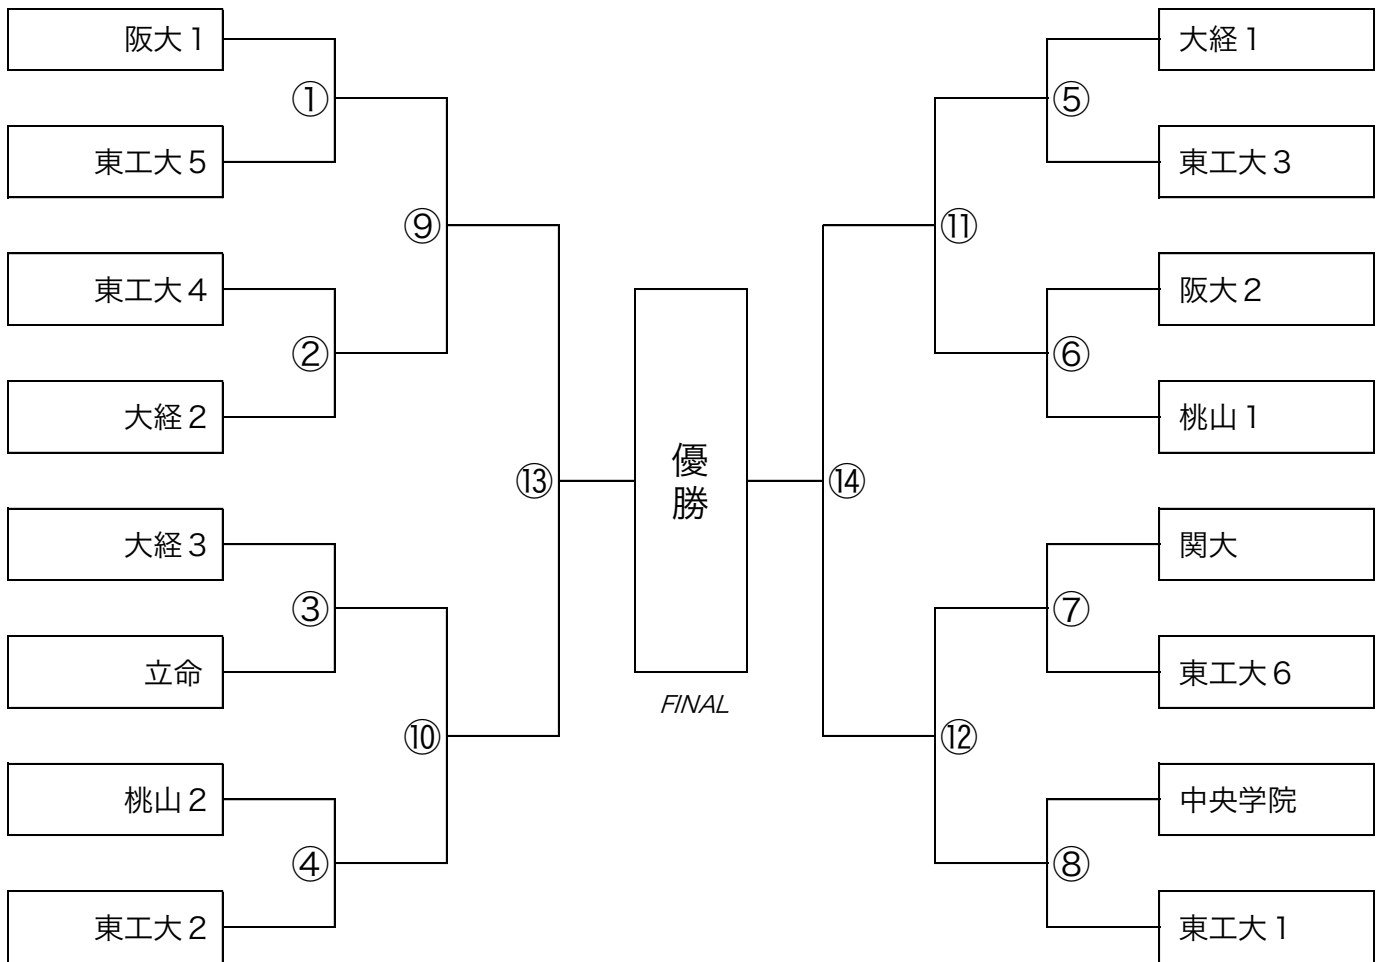 阪大１
①
東工大５
⑨
東工大４
②
大経２
⑬
大経３
③
立命
⑩
桃山２
④
東工大２
優勝
FINAL
大経１
⑤
東工大３
⑪
阪大２
⑥
桃山１
⑭
関大
⑦
東工大６
⑫
中央学院
⑧
東工大１